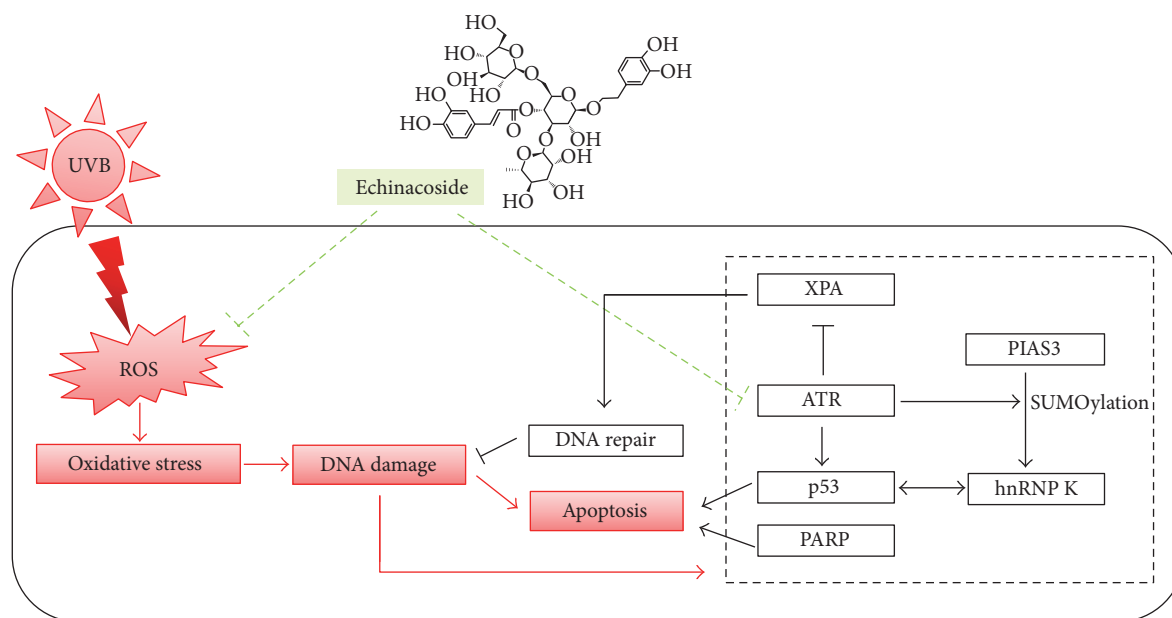 HO
OH
HO
O
OH
HO
O
O
OH
OH
O
O
HO
HO
O
O
HO
O
O
OH
O
OH
HO
OH
UVB
Echinacoside
XPA
PIAS3
ROS
ATR
SUMOylation
DNA repair
Oxidative stress
DNA damage
p53
hnRNP K
Apoptosis
PARP